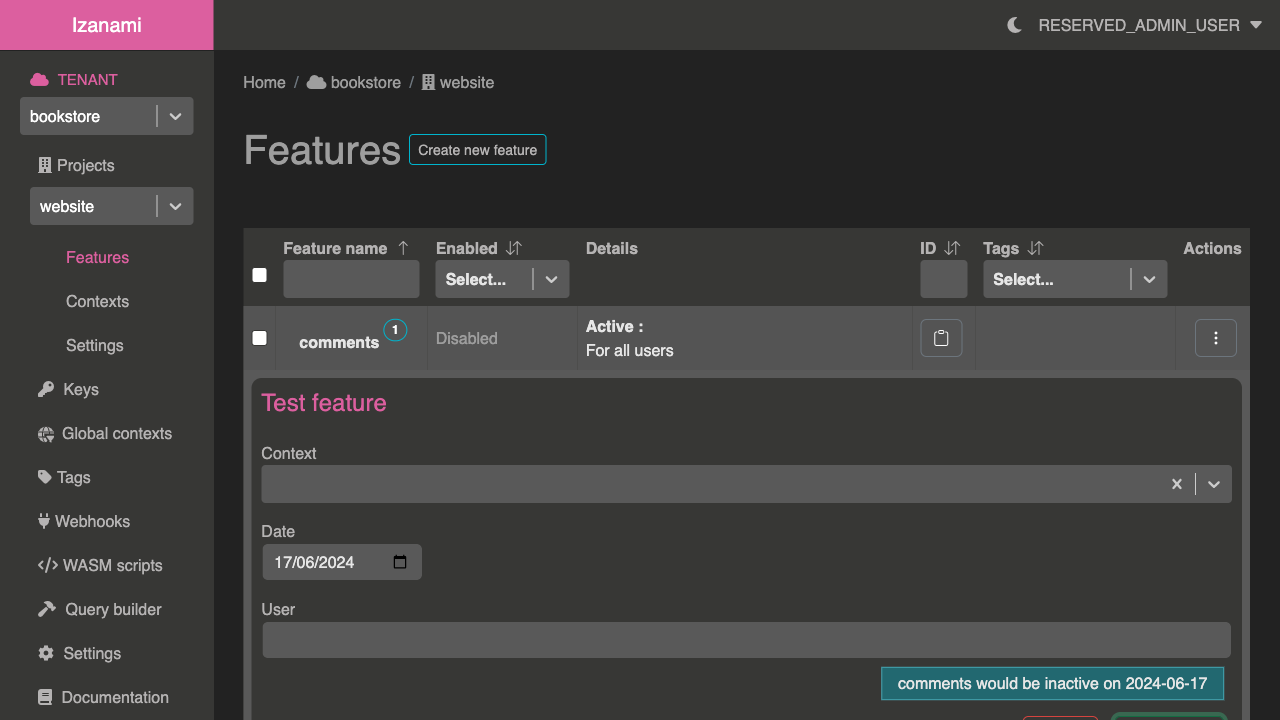 Izanami
RESERVED_ADMIN_USER
TENANT
bookstore
Projects
website
Features
Contexts
Settings
Keys
Global contexts
Tags
Webhooks
WASM scripts
Query builder
Settings
Documentation
Home / bookstore / website
Features Create new feature
Feature name Enabled Details ID Tags Actions
Select... Select...
comments 1 Disabled Active :
For all users
Test feature
Context
Date
17/06/2024
User
comments would be inactive on 2024-06-17